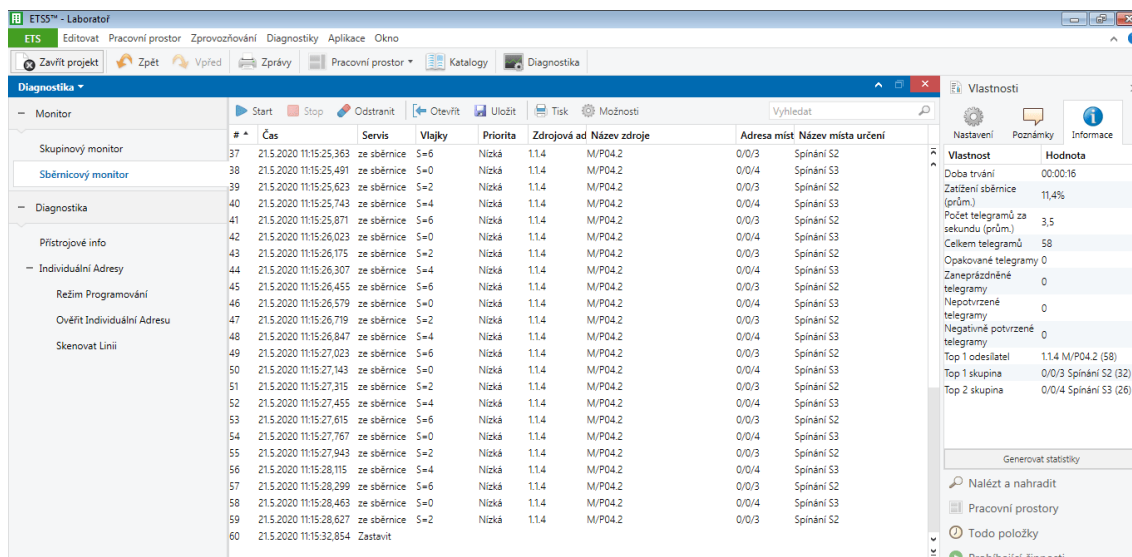 ETS5™ - Laboratoř
ETS Editovat Pracovní prostor Zprovozňování Diagnostiky Aplikace Okno
Zavřít projekt Zpět Vpřed Zprávy Pracovní prostor Katalogy Diagnostika
Diagnostika
Monitor
Skupinový monitor
Sběrnicový monitor
Diagnostika
Přístrojové info
Individuální Adresy
Režim Programování
Ověřit Individuální Adresu
Skenovat Linii
Start Stop Odstranit Otevřít Uložit Tisk Možnosti Vyhledat
# Čas Servis Vlajky Priorita Zdrojová ad Název zdroje Adresa míst Název místa určení
37 21.5.2020 11:15:25,363 ze sběrnice S=6 Nízká 1.1.4 M/P04.2 0/0/3 Spínání S2
38 21.5.2020 11:15:25,491 ze sběrnice S=0 Nízká 1.1.4 M/P04.2 0/0/4 Spínání S3
39 21.5.2020 11:15:25,623 ze sběrnice S=2 Nízká 1.1.4 M/P04.2 0/0/3 Spínání S2
40 21.5.2020 11:15:25,743 ze sběrnice S=4 Nízká 1.1.4 M/P04.2 0/0/4 Spínání S3
41 21.5.2020 11:15:25,871 ze sběrnice S=6 Nízká 1.1.4 M/P04.2 0/0/3 Spínání S2
42 21.5.2020 11:15:26,023 ze sběrnice S=0 Nízká 1.1.4 M/P04.2 0/0/4 Spínání S3
43 21.5.2020 11:15:26,175 ze sběrnice S=2 Nízká 1.1.4 M/P04.2 0/0/3 Spínání S2
44 21.5.2020 11:15:26,307 ze sběrnice S=4 Nízká 1.1.4 M/P04.2 0/0/4 Spínání S3
45 21.5.2020 11:15:26,455 ze sběrnice S=6 Nízká 1.1.4 M/P04.2 0/0/3 Spínání S2
46 21.5.2020 11:15:26,579 ze sběrnice S=0 Nízká 1.1.4 M/P04.2 0/0/4 Spínání S3
47 21.5.2020 11:15:26,719 ze sběrnice S=2 Nízká 1.1.4 M/P04.2 0/0/3 Spínání S2
48 21.5.2020 11:15:26,847 ze sběrnice S=4 Nízká 1.1.4 M/P04.2 0/0/4 Spínání S3
49 21.5.2020 11:15:27,023 ze sběrnice S=6 Nízká 1.1.4 M/P04.2 0/0/3 Spínání S2
50 21.5.2020 11:15:27,143 ze sběrnice S=0 Nízká 1.1.4 M/P04.2 0/0/4 Spínání S3
51 21.5.2020 11:15:27,315 ze sběrnice S=2 Nízká 1.1.4 M/P04.2 0/0/3 Spínání S2
52 21.5.2020 11:15:27,455 ze sběrnice S=4 Nízká 1.1.4 M/P04.2 0/0/4 Spínání S3
53 21.5.2020 11:15:27,615 ze sběrnice S=6 Nízká 1.1.4 M/P04.2 0/0/3 Spínání S2
54 21.5.2020 11:15:27,767 ze sběrnice S=0 Nízká 1.1.4 M/P04.2 0/0/4 Spínání S3
55 21.5.2020 11:15:27,943 ze sběrnice S=2 Nízká 1.1.4 M/P04.2 0/0/3 Spínání S2
56 21.5.2020 11:15:28,115 ze sběrnice S=4 Nízká 1.1.4 M/P04.2 0/0/4 Spínání S3
57 21.5.2020 11:15:28,299 ze sběrnice S=6 Nízká 1.1.4 M/P04.2 0/0/3 Spínání S2
58 21.5.2020 11:15:28,463 ze sběrnice S=0 Nízká 1.1.4 M/P04.2 0/0/4 Spínání S3
59 21.5.2020 11:15:28,627 ze sběrnice S=2 Nízká 1.1.4 M/P04.2 0/0/3 Spínání S2
60 21.5.2020 11:15:32,854 Zastavit
Vlastnosti
Nastavení Poznámky Informace
Vlastnost Hodnota
Doba trvání 00:00:16
Zatížení sběrnice
(prům.) 11,4%
Počet telegramů za
sekundu (prům.) 3,5
Celkem telegramů 58
Opakované telegramy 0
Zaneprázdněné
telegramy 0
Nepotvrzené
telegramy 0
Negativně potvrzené
telegramy 0
Top 1 odesílatel 1.1.4 M/P04.2 (58)
Top 1 skupina 0/0/3 Spínání S2 (32)
Top 2 skupina 0/0/4 Spínání S3 (26)
Generovat statistiky
Nalézt a nahradit
Pracovní prostory
Todo položky